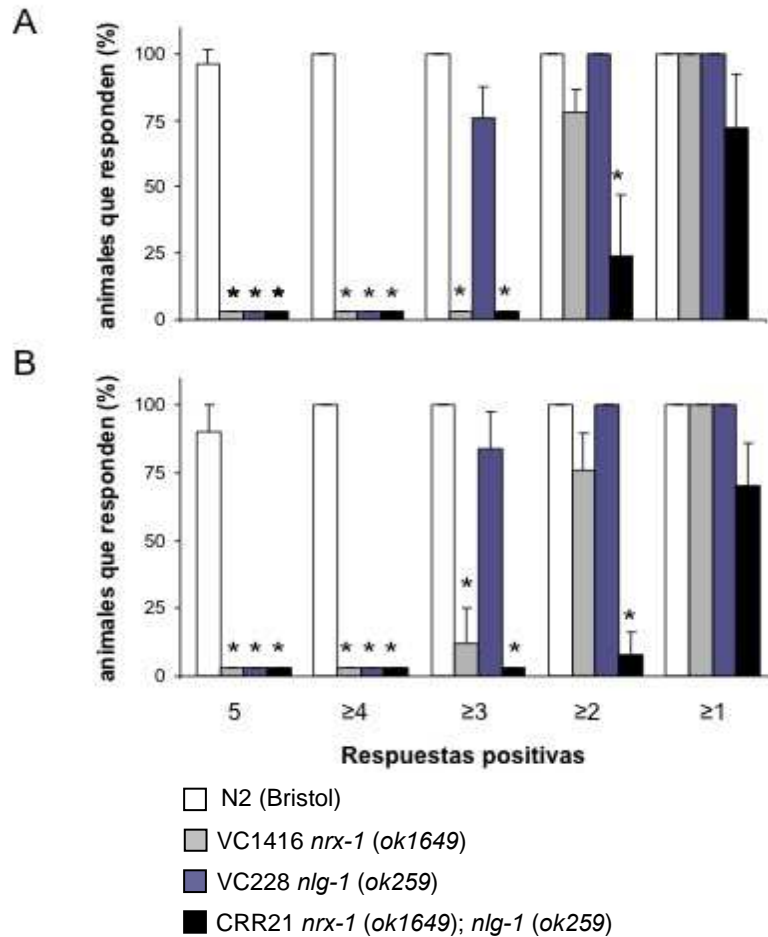 A
animales que responden (%)
100
75
50
25
0
* * * * * * * * *
B
animales que responden (%)
100
75
50
25
0
* * * * * * * * *
5 ≥4 ≥3 ≥2 ≥1
Respuestas positivas
N2 (Bristol)
VC1416 nrx-1 (ok1649)
VC228 nlg-1 (ok259)
CRR21 nrx-1 (ok1649); nlg-1 (ok259)